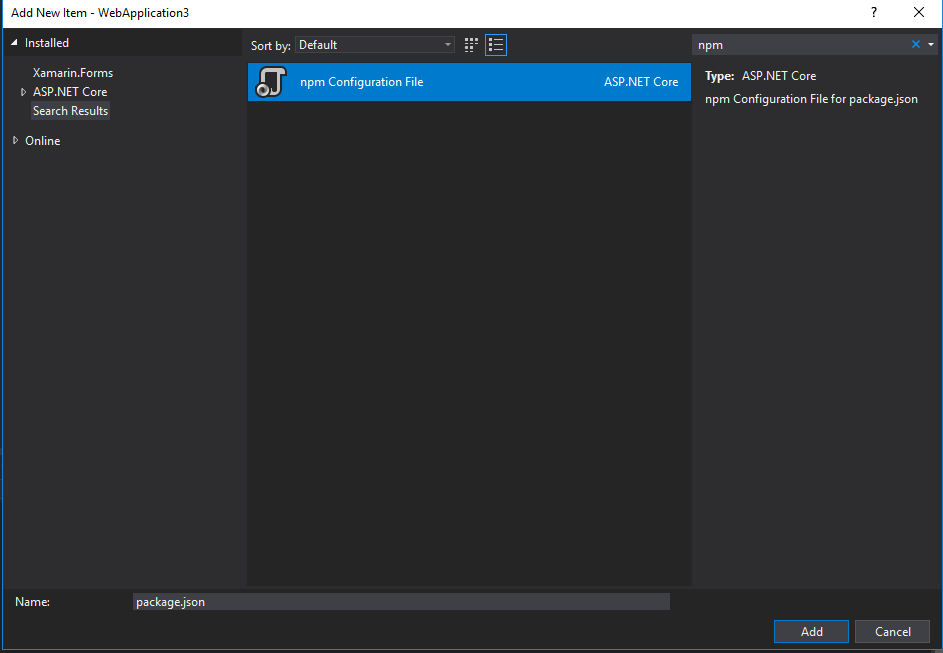 Add New Item - WebApplication3 ?
Installed
Sort by: Default
npm
Xamarin.Forms
ASP.NET Core
Search Results
Online
npm Configuration File ASP.NET Core
Type: ASP.NET Core
npm Configuration File for package.json
Name: package.json
Add Cancel